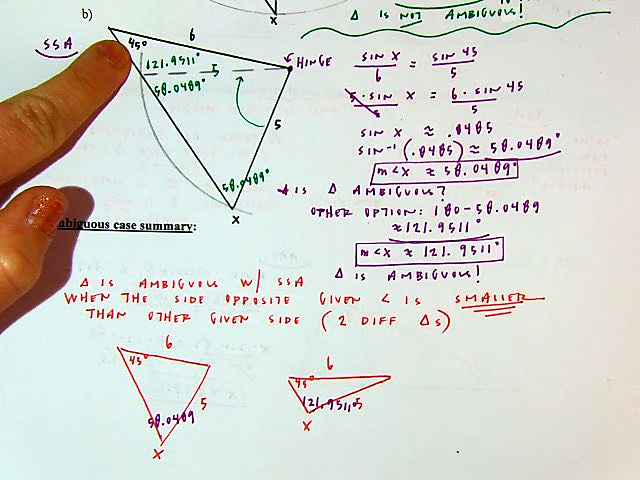 X
Δ IS NOT AMBIGUOUS!
b)
SSA
6
45°
121.9511°
5
58.0489°
HINGE
5
58.0489°
X
SIN X / 6 = SIN 45 / 5
5 · SIN X = 6 · SIN 45 / 5
SIN X ≈ .8485
SIN⁻¹ (.8485) ≈ 58.0489°
m<X ≈ 58.0489°
* IS Δ AMBIGUOUS?
OTHER OPTION: 180 - 58.0489
≈ 121.9511°
m<X ≈ 121.9511°
Δ IS AMBIGUOUS!
biguous case summary:
Δ IS AMBIGUOUS W/ SSA
WHEN THE SIDE OPPOSITE GIVEN < IS SMALLER
THAN OTHER GIVEN SIDE (2 DIFF Δs)
6
45°
5
58.0489
X
6
45°
121.9511 5
X